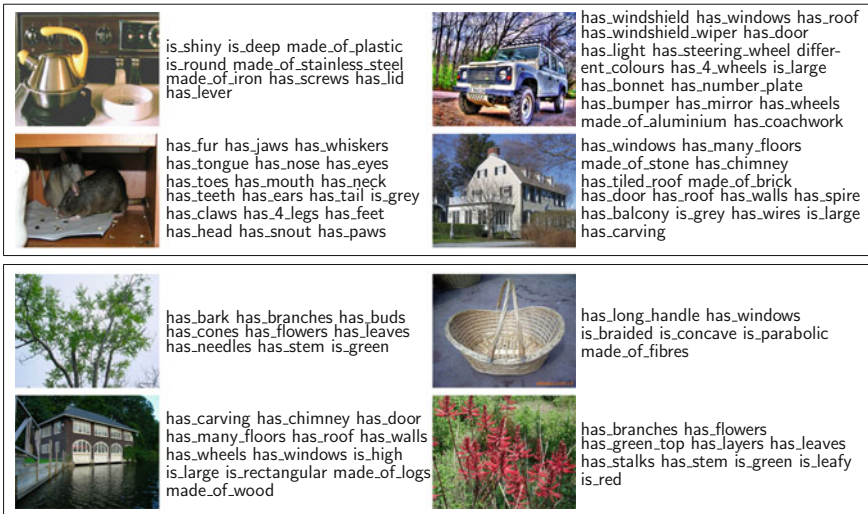 is_shiny is_deep made_of_plastic
is_round made_of_stainless_steel
made_of_iron has_screws has_lid
has_lever
has_windshield has_windows has_roof
has_windshield_wiper has_door
has_light has_steering_wheel differ-
ent_colours has_4_wheels is_large
has_bonnet has_number_plate
has_bumper has_mirror has_wheels
made_of_aluminium has_coachwork
has_fur has_jaws has_whiskers
has_tongue has_nose has_eyes
has_toes has_mouth has_neck
has_teeth has_ears has_tail is_grey
has_claws has_4_legs has_feet
has_head has_snout has_paws
has_windows has_many_floors
made_of_stone has_chimney
has_tiled_roof made_of_brick
has_door has_roof has_walls has_spire
has_balcony is_grey has_wires is_large
has_carving
has_bark has_branches has_buds
has_cones has_flowers has_leaves
has_needles has_stem is_green
has_long_handle has_windows
is_braided is_concave is_parabolic
made_of_fibres
has_carving has_chimney has_door
has_many_floors has_roof has_walls
has_wheels has_windows is_high
is_large is_rectangular made_of_logs
made_of_wood
has_branches has_flowers
has_green_top has_layers has_leaves
has_stalks has_stem is_green is_leafy
is_red